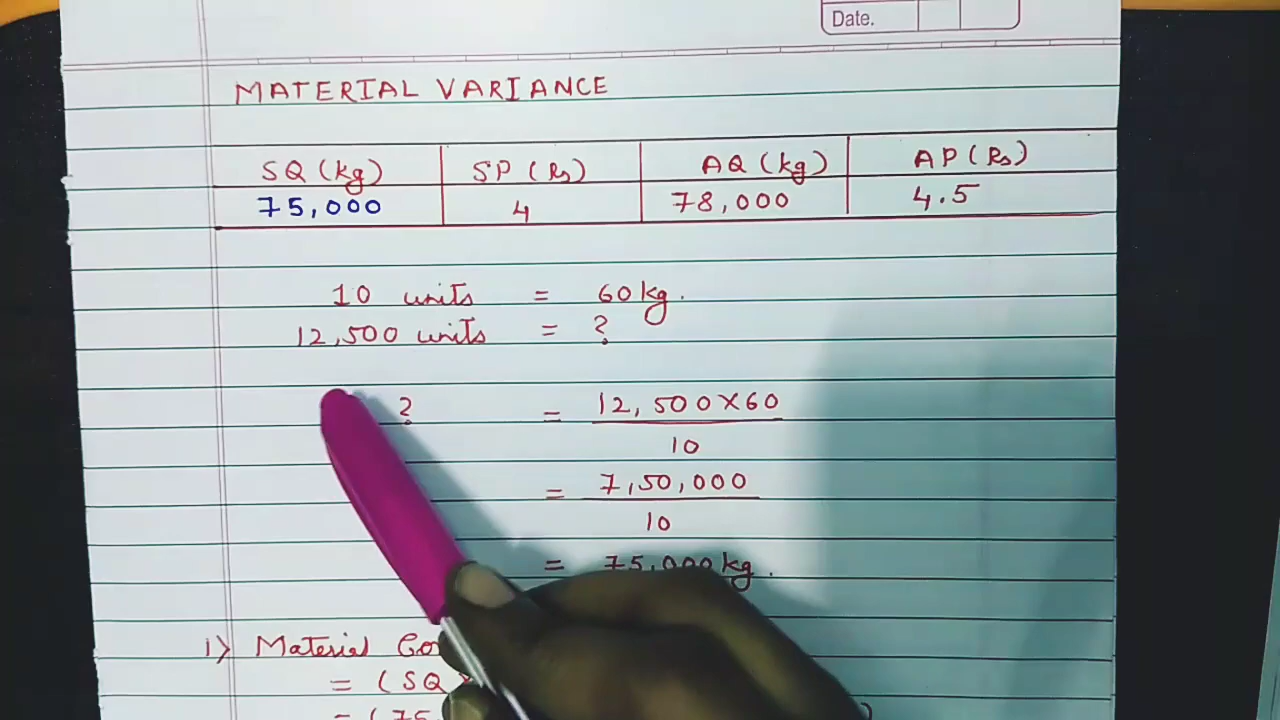 Date.
MATERIAL VARIANCE
SQ (kg) SP (Rs) AQ (kg) AP (Rs)
75,000 4 78,000 4.5
10 units = 60 kg.
12,500 units = ?
? = 12,500 X 60
10
= 7,50,000
10
= 75,000 kg.
1) Material
= (SQ
= (75